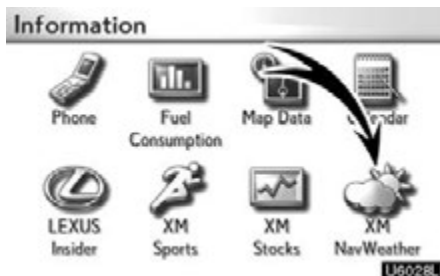 Information
Phone
Fuel
Consumption
Map Data
LEXUS
Insider
XM
Sports
XM
Stocks
XM
NavWeather
U6028L